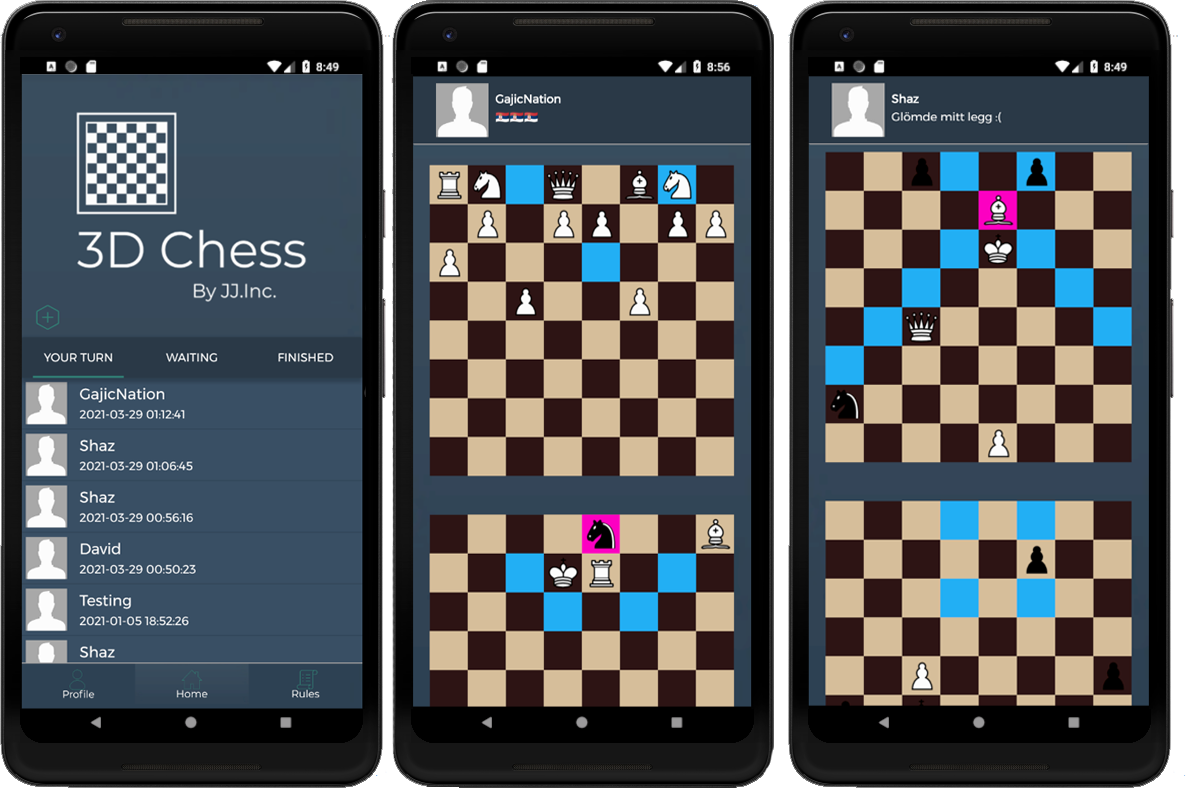 8:49
3D Chess
By JJ.Inc.
YOUR TURN WAITING FINISHED
GajicNation
2021-03-29 01:12:41
Shaz
2021-03-29 01:06:45
Shaz
2021-03-29 00:56:16
David
2021-03-29 00:50:23
Testing
2021-01-05 18:52:26
Shaz
Profile Home Rules
8:56
GajicNation
8:49
Shaz
Glömde mitt legg :(